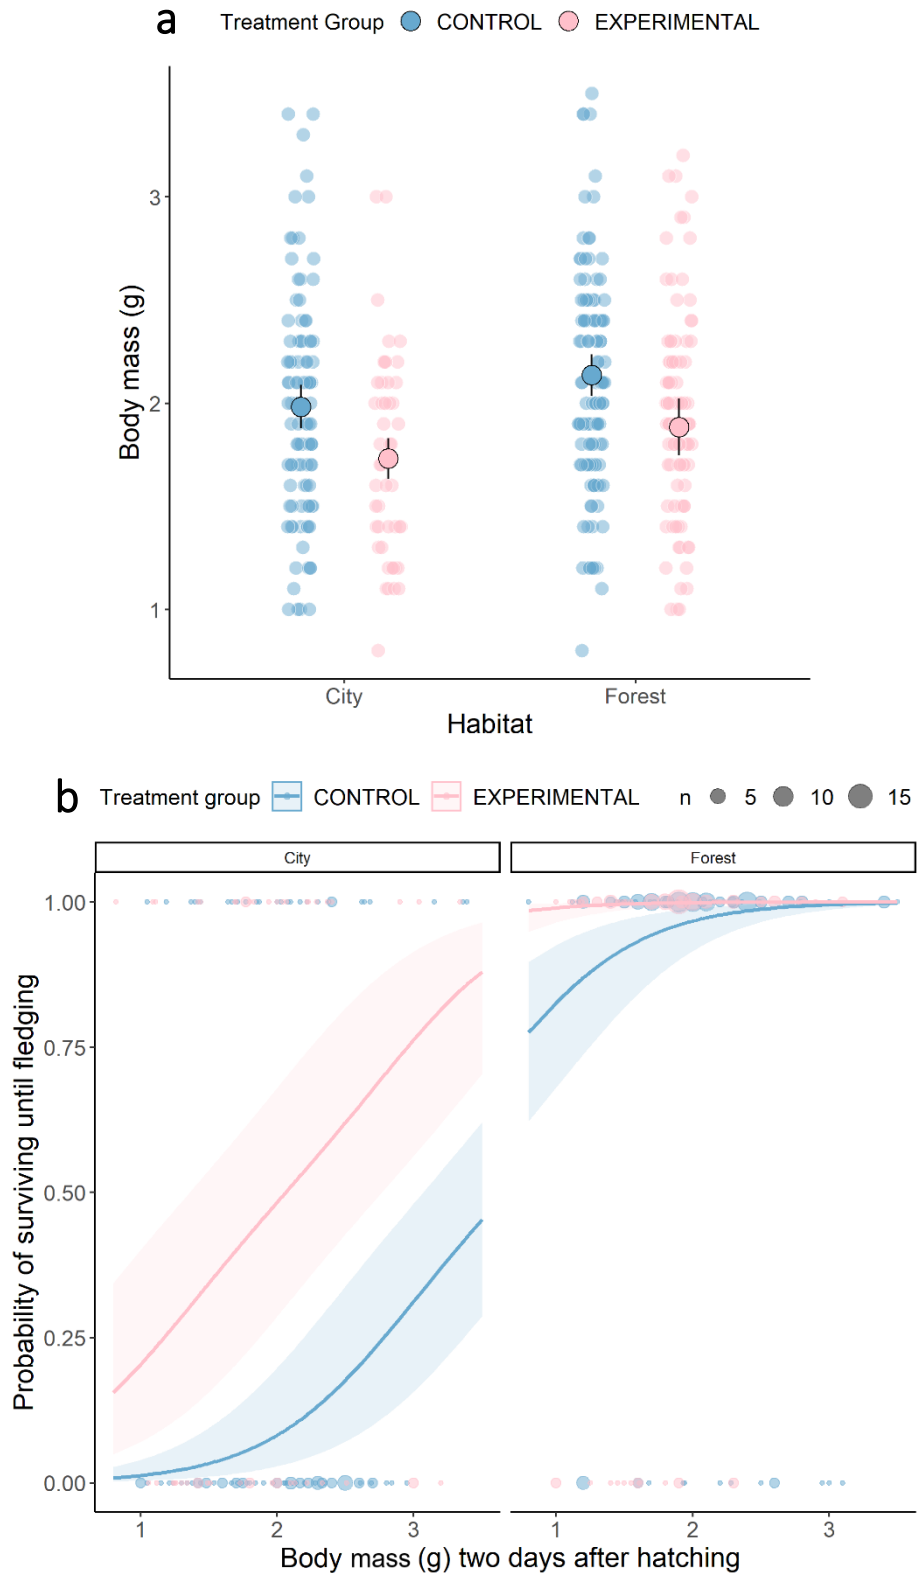 a
Treatment Group CONTROL EXPERIMENTAL
Body mass (g)
3
2
1
City Forest
Habitat
b
Treatment group CONTROL EXPERIMENTAL n 5 10 15
City Forest
Probability of surviving until fledging
1.00
0.75
0.50
0.25
0.00
1 2 3 1 2 3
Body mass (g) two days after hatching